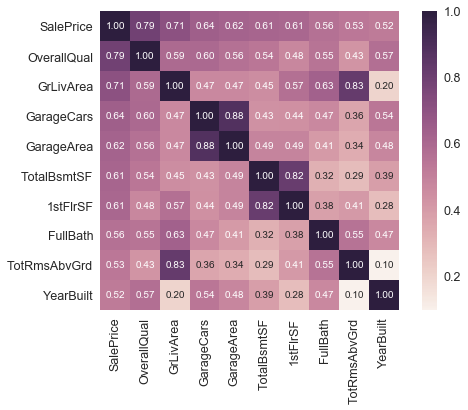 SalePrice 1.00 0.79 0.71 0.64 0.62 0.61 0.61 0.56 0.53 0.52
OverallQual 0.79 1.00 0.59 0.60 0.56 0.54 0.48 0.55 0.43 0.57
GrLivArea 0.71 0.59 1.00 0.47 0.47 0.45 0.57 0.63 0.83 0.20
GarageCars 0.64 0.60 0.47 1.00 0.88 0.43 0.44 0.47 0.36 0.54
GarageArea 0.62 0.56 0.47 0.88 1.00 0.49 0.49 0.41 0.34 0.48
TotalBsmtSF 0.61 0.54 0.45 0.43 0.49 1.00 0.82 0.32 0.29 0.39
1stFlrSF 0.61 0.48 0.57 0.44 0.49 0.82 1.00 0.38 0.41 0.28
FullBath 0.56 0.55 0.63 0.47 0.41 0.32 0.38 1.00 0.55 0.47
TotRmsAbvGrd 0.53 0.43 0.83 0.36 0.34 0.29 0.41 0.55 1.00 0.10
YearBuilt 0.52 0.57 0.20 0.54 0.48 0.39 0.28 0.47 0.10 1.00
SalePrice
OverallQual
GrLivArea
GarageCars
GarageArea
TotalBsmtSF
1stFlrSF
FullBath
TotRmsAbvGrd
YearBuilt
1.0
0.8
0.6
0.4
0.2